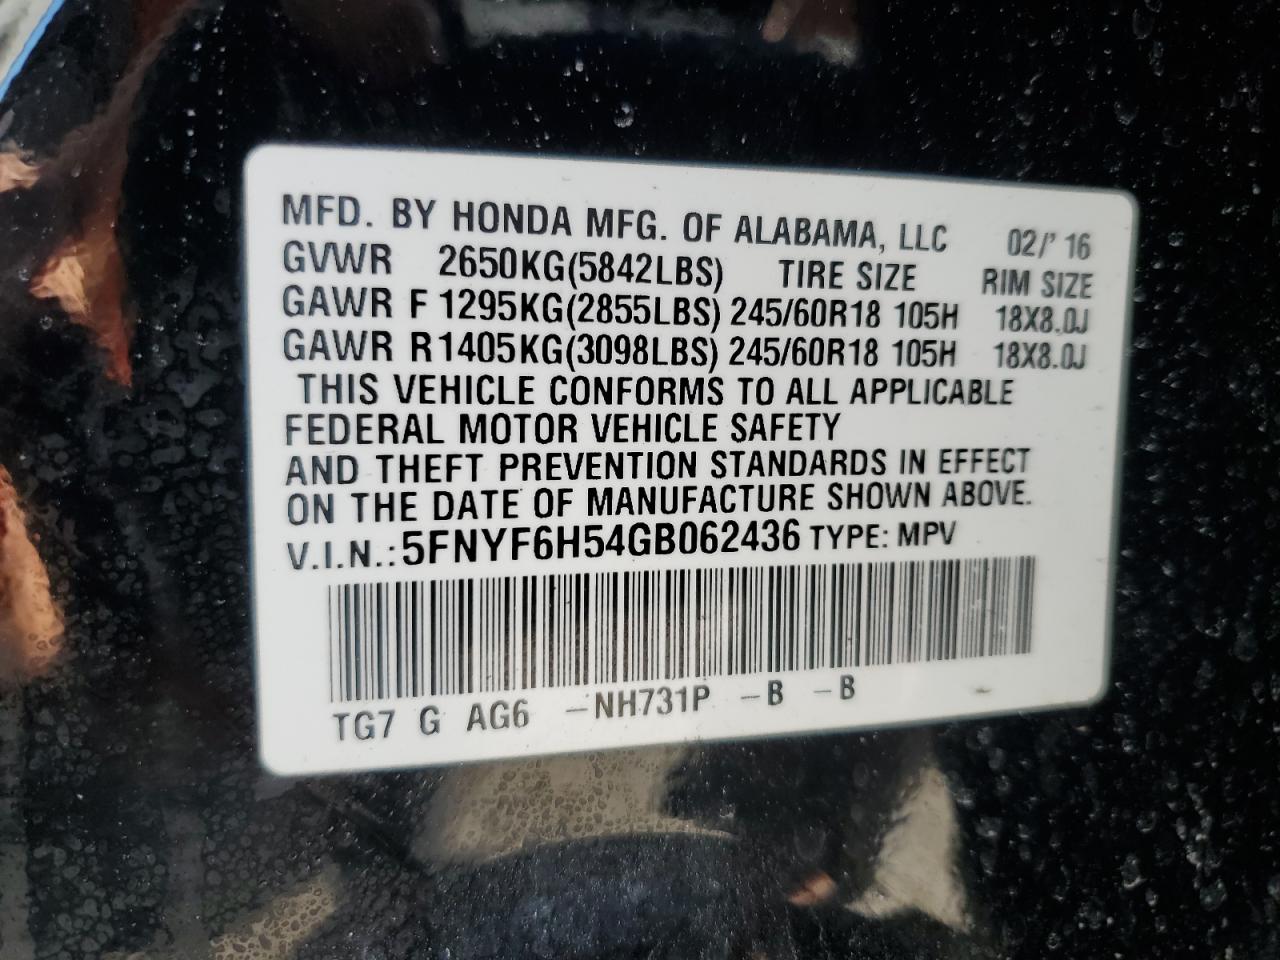 MFD. BY HONDA MFG. OF ALABAMA, LLC 02/' 16
GVWR 2650KG(5842LBS) TIRE SIZE RIM SIZE
GAWR F 1295KG(2855LBS) 245/60R18 105H 18X8.0J
GAWR R1405KG(3098LBS) 245/60R18 105H 18X8.0J
THIS VEHICLE CONFORMS TO ALL APPLICABLE
FEDERAL MOTOR VEHICLE SAFETY
AND THEFT PREVENTION STANDARDS IN EFFECT
ON THE DATE OF MANUFACTURE SHOWN ABOVE.
V.I.N.:5FNYF6H54GB062436 TYPE: MPV
TG7 G AG6 -NH731P -B -B -